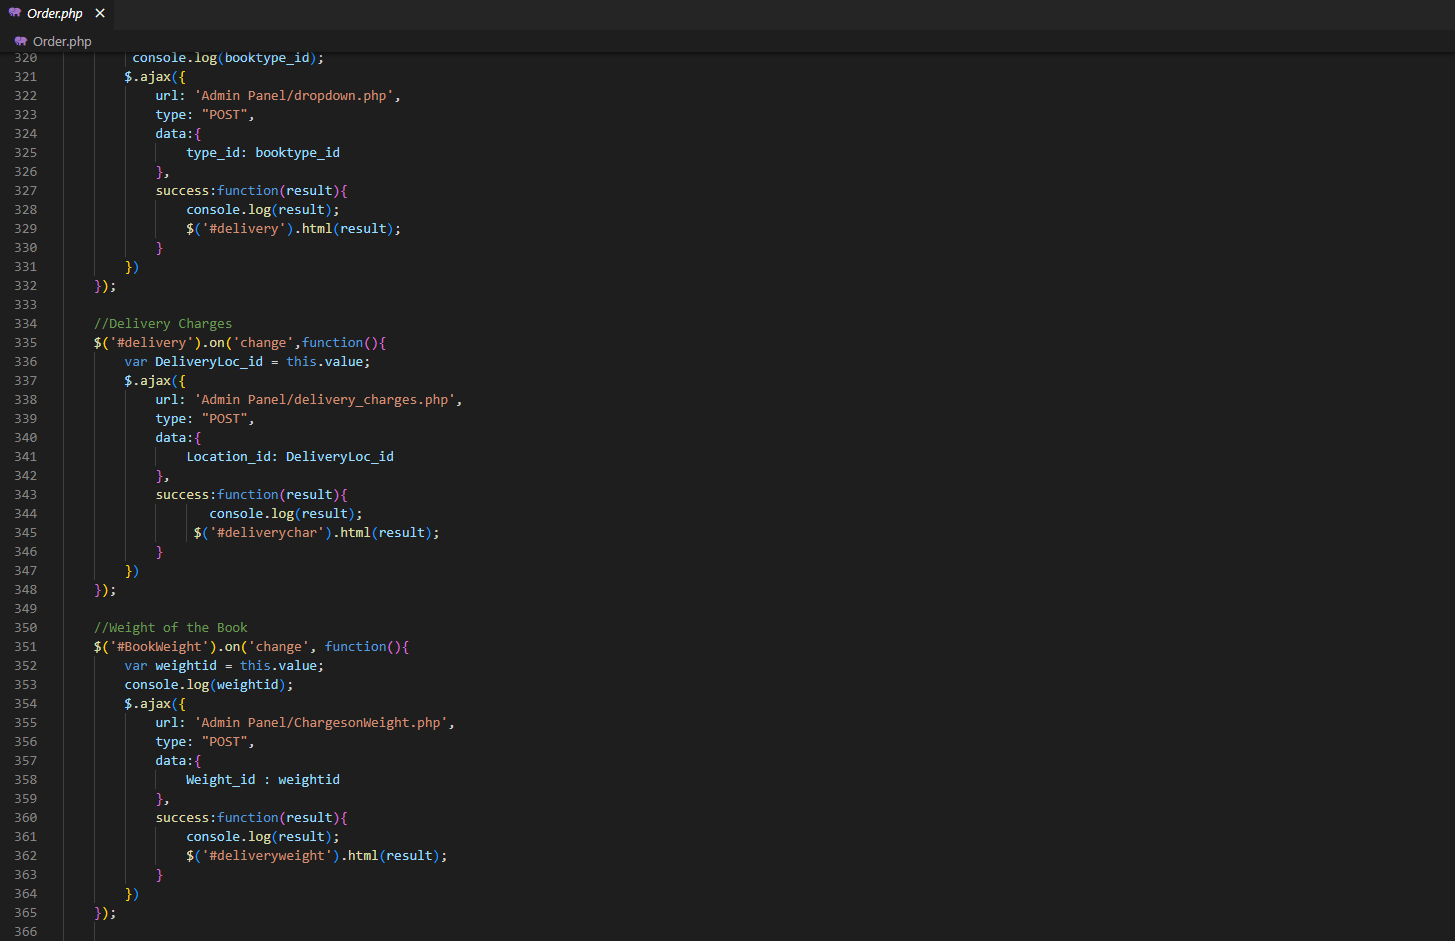 Order.php
Order.php
320 console.log(booktype_id);
321 $.ajax({
322 url: 'Admin Panel/dropdown.php',
323 type: "POST",
324 data:{
325 type_id: booktype_id
326 },
327 success:function(result){
328 console.log(result);
329 $('#delivery').html(result);
330 }
331 })
332 });
333
334 //Delivery Charges
335 $('#delivery').on('change',function(){
336 var DeliveryLoc_id = this.value;
337 $.ajax({
338 url: 'Admin Panel/delivery_charges.php',
339 type: "POST",
340 data:{
341 Location_id: DeliveryLoc_id
342 },
343 success:function(result){
344 console.log(result);
345 $('#deliverychar').html(result);
346 }
347 })
348 });
349
350 //Weight of the Book
351 $('#BookWeight').on('change', function(){
352 var weightid = this.value;
353 console.log(weightid);
354 $.ajax({
355 url: 'Admin Panel/ChargesonWeight.php',
356 type: "POST",
357 data:{
358 Weight_id : weightid
359 },
360 success:function(result){
361 console.log(result);
362 $('#deliveryweight').html(result);
363 }
364 })
365 });
366